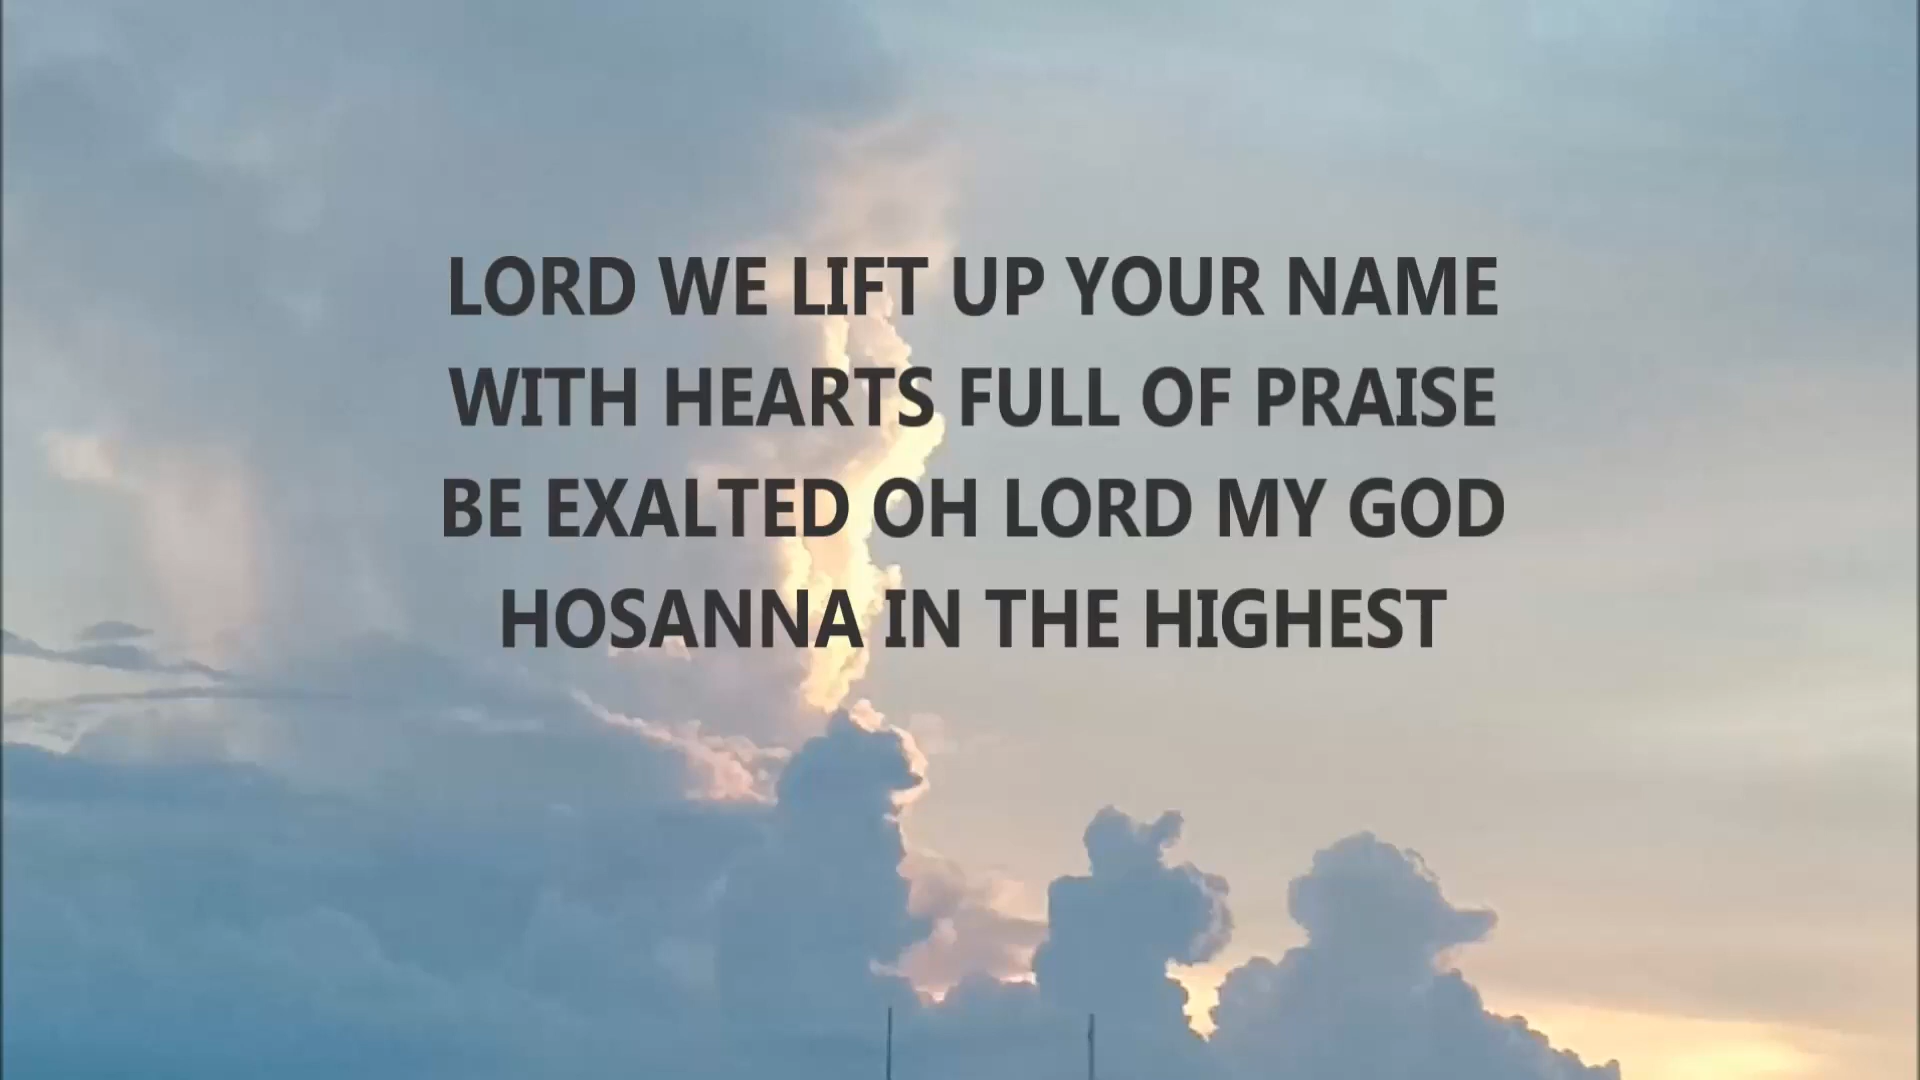 LORD WE LIFT UP YOUR NAME
WITH HEARTS FULL OF PRAISE
BE EXALTED OH LORD MY GOD
HOSANNA IN THE HIGHEST